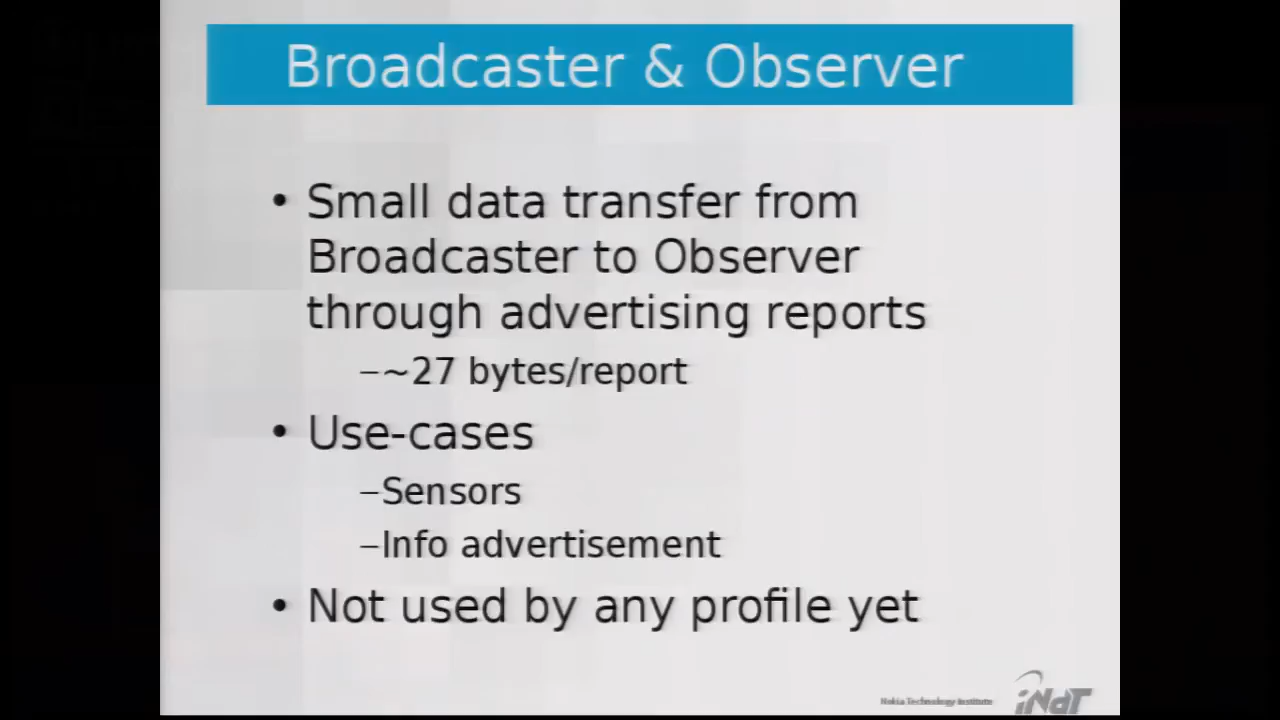 Broadcaster & Observer
• Small data transfer from
Broadcaster to Observer
through advertising reports
–~27 bytes/report
• Use-cases
–Sensors
–Info advertisement
• Not used by any profile yet
Nokia Technology Institute
iNdT